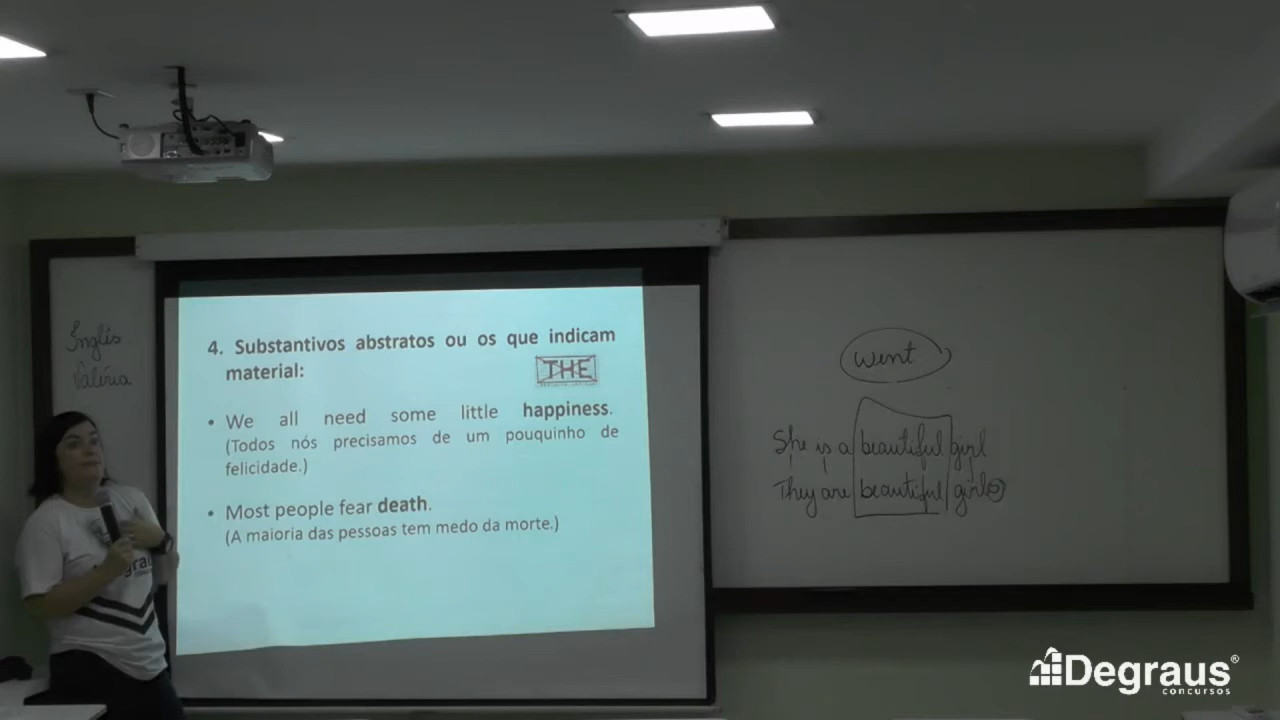 Inglês
Valéria
4. Substantivos abstratos ou os que indicam
material:
THE
• We all need some little happiness.
(Todos nós precisamos de um pouquinho de
felicidade.)
• Most people fear death.
(A maioria das pessoas tem medo da morte.)
went
She is a beautiful girl
They are beautiful girls
Degraus®
concursos